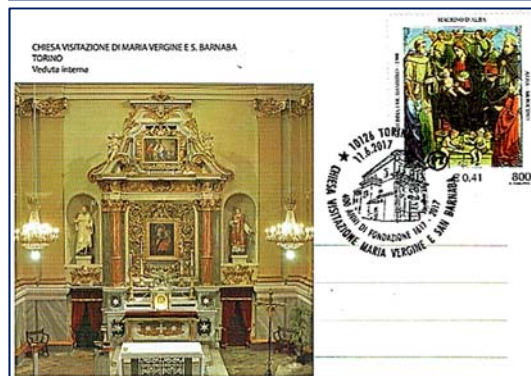 CHIESA VISITAZIONE DI MARIA VERGINE E S. BARNABA
TORINO
Veduta interna
MACRINO D'ALBA
€ 0,41
800
★ 10126 TORINO
11.6.2017
400 ANNI DI FONDAZIONE 1617 - 2017
CHIESA VISITAZIONE MARIA VERGINE E SAN BARNABA